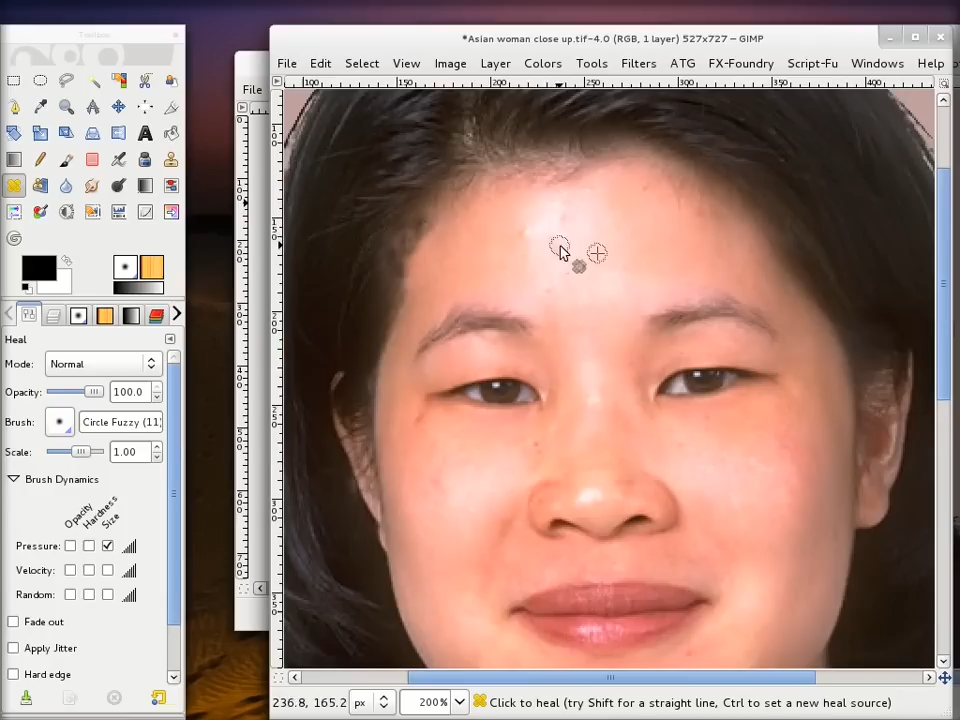 Toolbox
*Asian woman close up.tif-4.0 (RGB, 1 layer) 527x727 – GIMP
File Edit Select View Image Layer Colors Tools Filters ATG FX-Foundry Script-Fu Windows Help
File
100 150 200 250 300 350 400
Heal
Mode: Normal
Opacity: 100.0
Brush: Circle Fuzzy (11)
Scale: 1.00
Brush Dynamics
Opacity
Hardness
Size
Pressure:
Velocity:
Random:
Fade out
Apply Jitter
Hard edge
236.8, 165.2 px 200% Click to heal (try Shift for a straight line, Ctrl to set a new heal source)